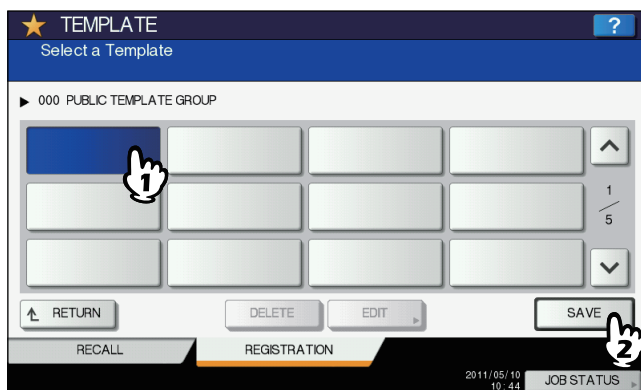 TEMPLATE
?
Select a Template
000 PUBLIC TEMPLATE GROUP
1
1
5
RETURN
DELETE
EDIT
SAVE
2
RECALL
REGISTRATION
2011/05/10
10:44
JOB STATUS